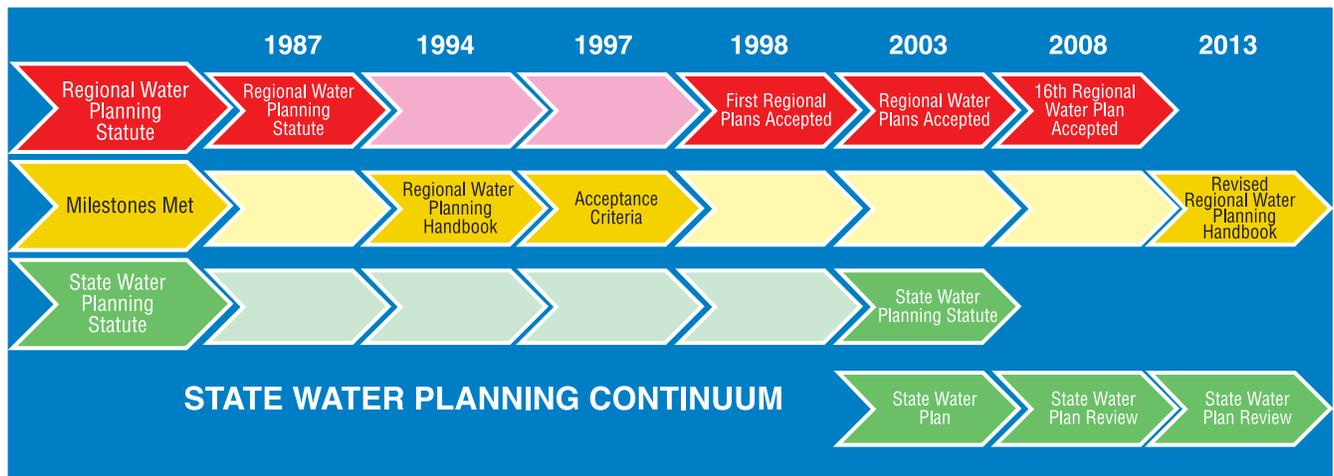 1987 1994 1997 1998 2003 2008 2013
Regional Water
Planning
Statute
Regional Water
Planning
Statute
First Regional
Plans Accepted
Regional Water
Plans Accepted
16th Regional
Water Plan
Accepted
Milestones Met
Regional Water
Planning
Handbook
Acceptance
Criteria
Revised
Regional Water
Planning
Handbook
State Water
Planning
Statute
State Water
Planning Statute
STATE WATER PLANNING CONTINUUM
State Water
Plan
State Water
Plan Review
State Water
Plan Review